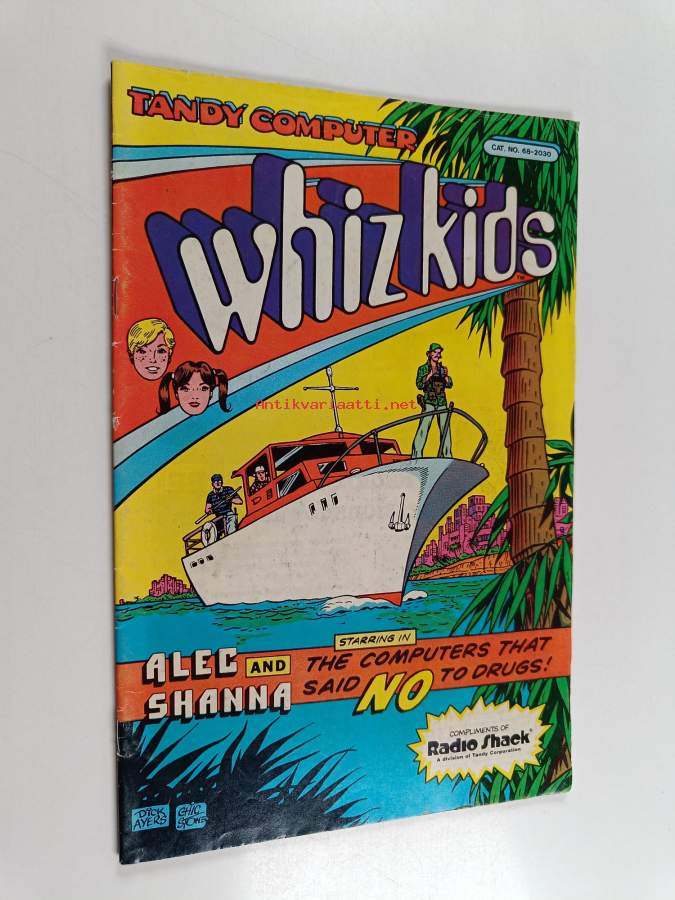 TANDY COMPUTER
CAT. NO. 68-2030
whiz kids
TM
Antikvariaatti.net
STARRING IN
ALEC AND SHANNA
THE COMPUTERS THAT
SAID NO TO DRUGS!
COMPLIMENTS OF
Radio Shack®
A division of Tandy Corporation
DICK
AYERS
CHIC
STONE